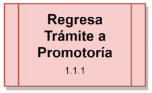 Regresa
Trámite a
Promotoría
1.1.1